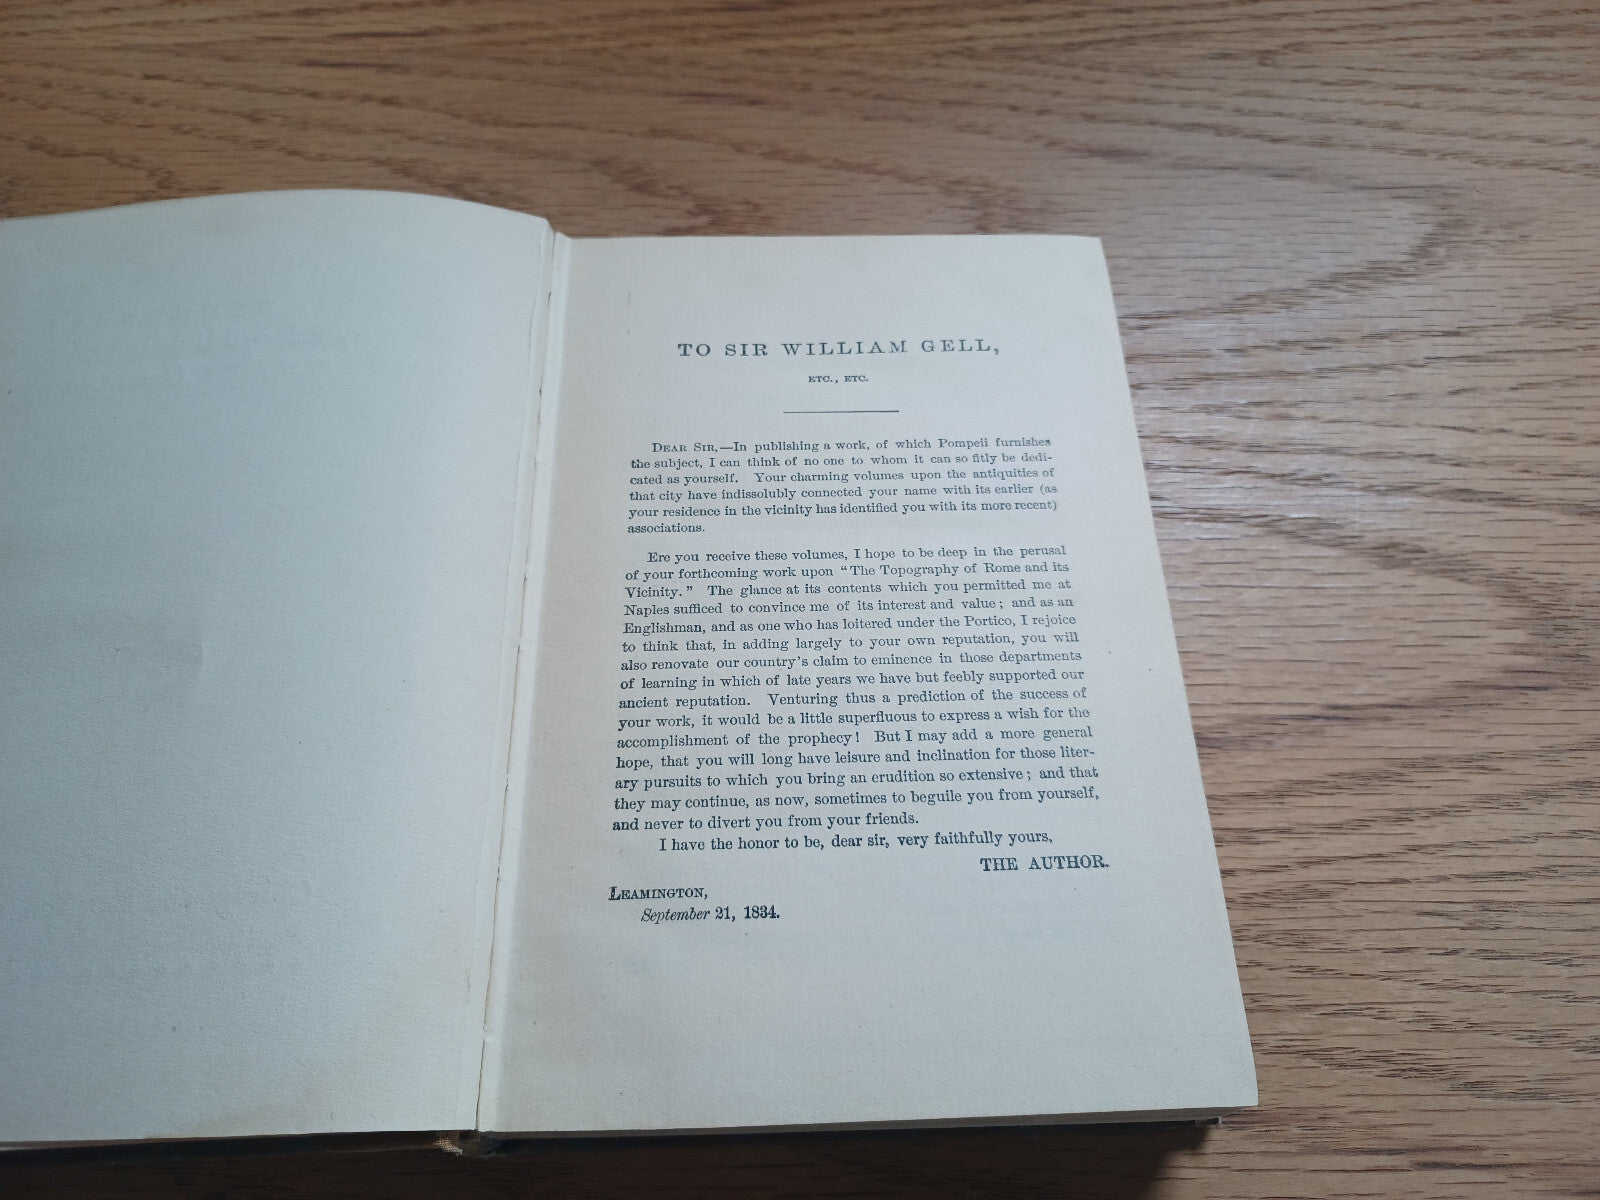 TO SIR WILLIAM GELL,
ETC., ETC.
DEAR SIR,—In publishing a work, of which Pompeii furnishes
the subject, I can think of no one to whom it can so fitly be dedi-
cated as yourself. Your charming volumes upon the antiquities of
that city have indissolubly connected your name with its earlier (as
your residence in the vicinity has identified you with its more recent)
associations.
Ere you receive these volumes, I hope to be deep in the perusal
of your forthcoming work upon “The Topography of Rome and its
Vicinity.” The glance at its contents which you permitted me at
Naples sufficed to convince me of its interest and value; and as an
Englishman, and as one who has loitered under the Portico, I rejoice
to think that, in adding largely to your own reputation, you will
also renovate our country's claim to eminence in those departments
of learning in which of late years we have but feebly supported our
ancient reputation. Venturing thus a prediction of the success of
your work, it would be a little superfluous to express a wish for the
accomplishment of the prophecy! But I may add a more general
hope, that you will long have leisure and inclination for those liter-
ary pursuits to which you bring an erudition so extensive; and that
they may continue, as now, sometimes to beguile you from yourself,
and never to divert you from your friends.
I have the honor to be, dear sir, very faithfully yours,
THE AUTHOR.
LEAMINGTON,
September 21, 1834.